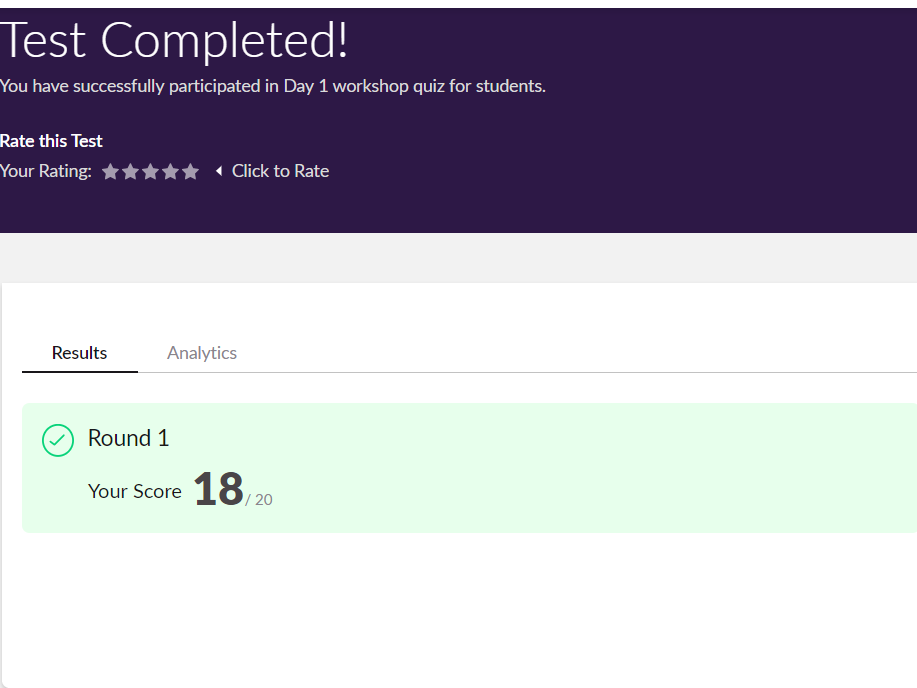 Test Completed!
You have successfully participated in Day 1 workshop quiz for students.
Rate this Test
Your Rating: Click to Rate
Results Analytics
Round 1
Your Score 18 / 20